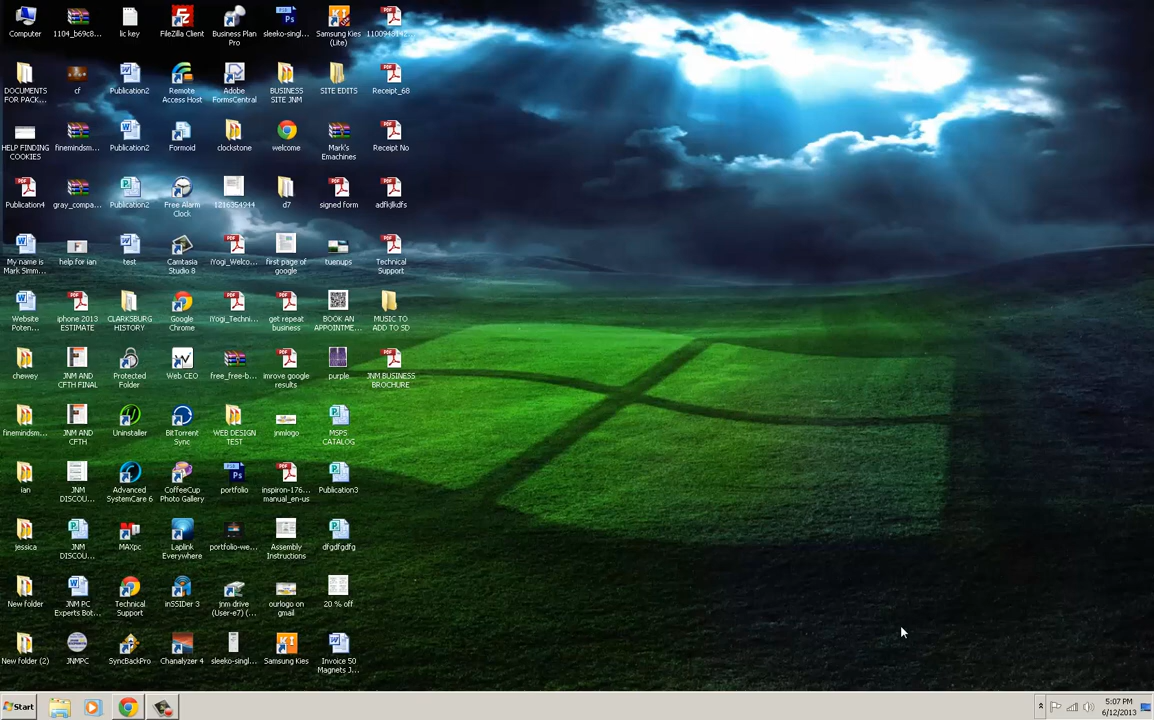 Computer
1104_b69c8...
lic key
FileZilla Client
Business Plan
Pro
sleeko-singl...
Samsung Kies
(Lite)
DOCUMENTS
FOR PACK...
cf
Publication2
Remote
Access Host
Adobe
FormsCentral
BUSINESS
SITE JNM
SITE EDITS
Receipt_68
HELP FINDING
COOKIES
finemindsm...
Publication2
Formoid
clockstone
welcome
Mark's
Emachines
Receipt No
Publication4
gray_compa...
Publication2
Free Alarm
Clock
1216354944
d7
signed form
adfkjlkdfs
My name is
Mark Simm...
help for ian
test
Camtasia
Studio 8
iYogi_Welco...
first page of
google
tuenups
Technical
Support
Website
Poten...
iphone 2013
ESTIMATE
CLARKSBURG
HISTORY
Google
Chrome
iYogi_Techni...
get repeat
business
BOOK AN
APPOINTME...
MUSIC TO
ADD TO SD
chewey
JNM AND
CFTH FINAL
Protected
Folder
Web CEO
free_free-b...
imrove google
results
purple
JNM BUSINESS
BROCHURE
finemindsm...
JNM AND
CFTH
Uninstaller
BitTorrent
Sync
WEB DESIGN
TEST
jnmlogo
MSPS
CATALOG
ian
JNM
DISCOU...
Advanced
SystemCare 6
CoffeeCup
Photo Gallery
portfolio
inspiron-176...
manual_en-us
Publication3
jessica
JNM
DISCOU...
MAXpc
Laplink
Everywhere
portfolio-we...
Assembly
Instructions
dfgdfgdfg
New folder
JNM PC
Experts Bot...
Technical
Support
inSSIDer 3
jnm drive
(User-e7) (...
ourlogo on
gmail
20 % off
New folder (2)
JNMPC
SyncBackPro
Chanalyzer 4
sleeko-singl...
Samsung Kies
Invoice 50
Magnets J...
Start
5:07 PM
6/12/2013